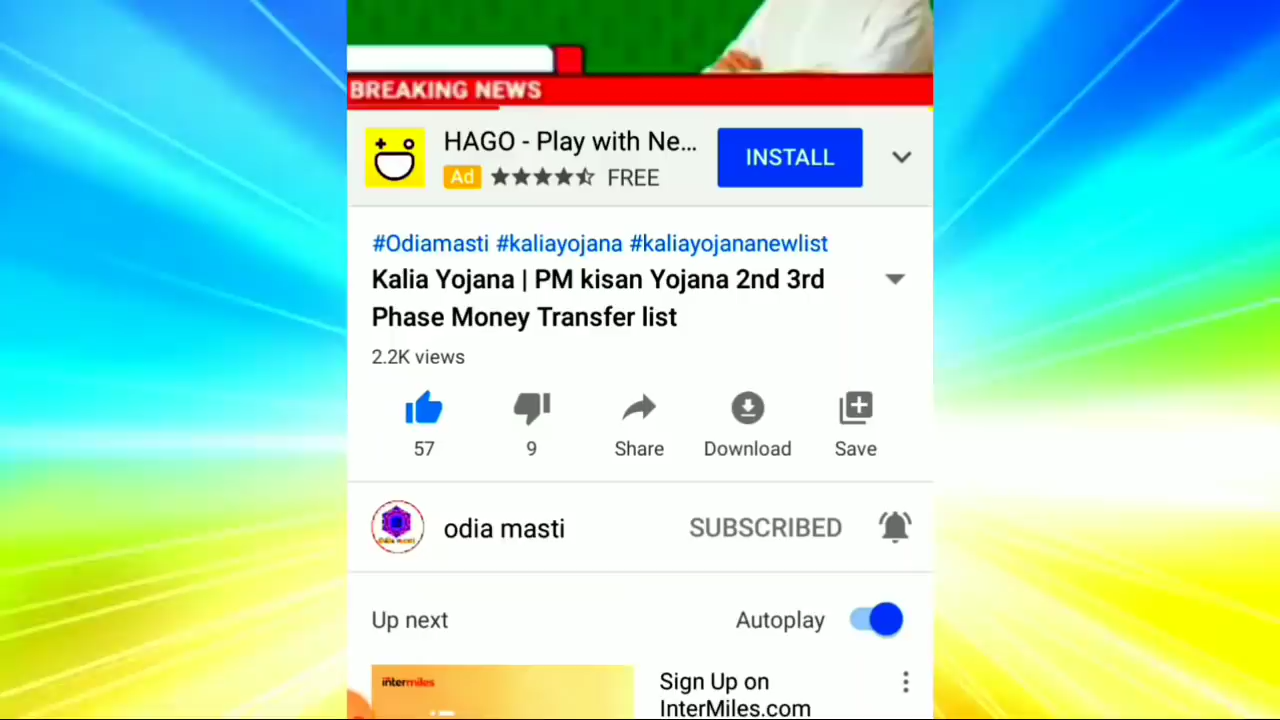 BREAKING NEWS
HAGO - Play with Ne...
INSTALL
Ad
FREE
#Odiamasti #kaliayojana #kaliayojananewlist
Kalia Yojana | PM kisan Yojana 2nd 3rd
Phase Money Transfer list
2.2K views
57
9
Share
Download
Save
odia masti
SUBSCRIBED
Up next
Autoplay
intermiles
Sign Up on
InterMiles.com